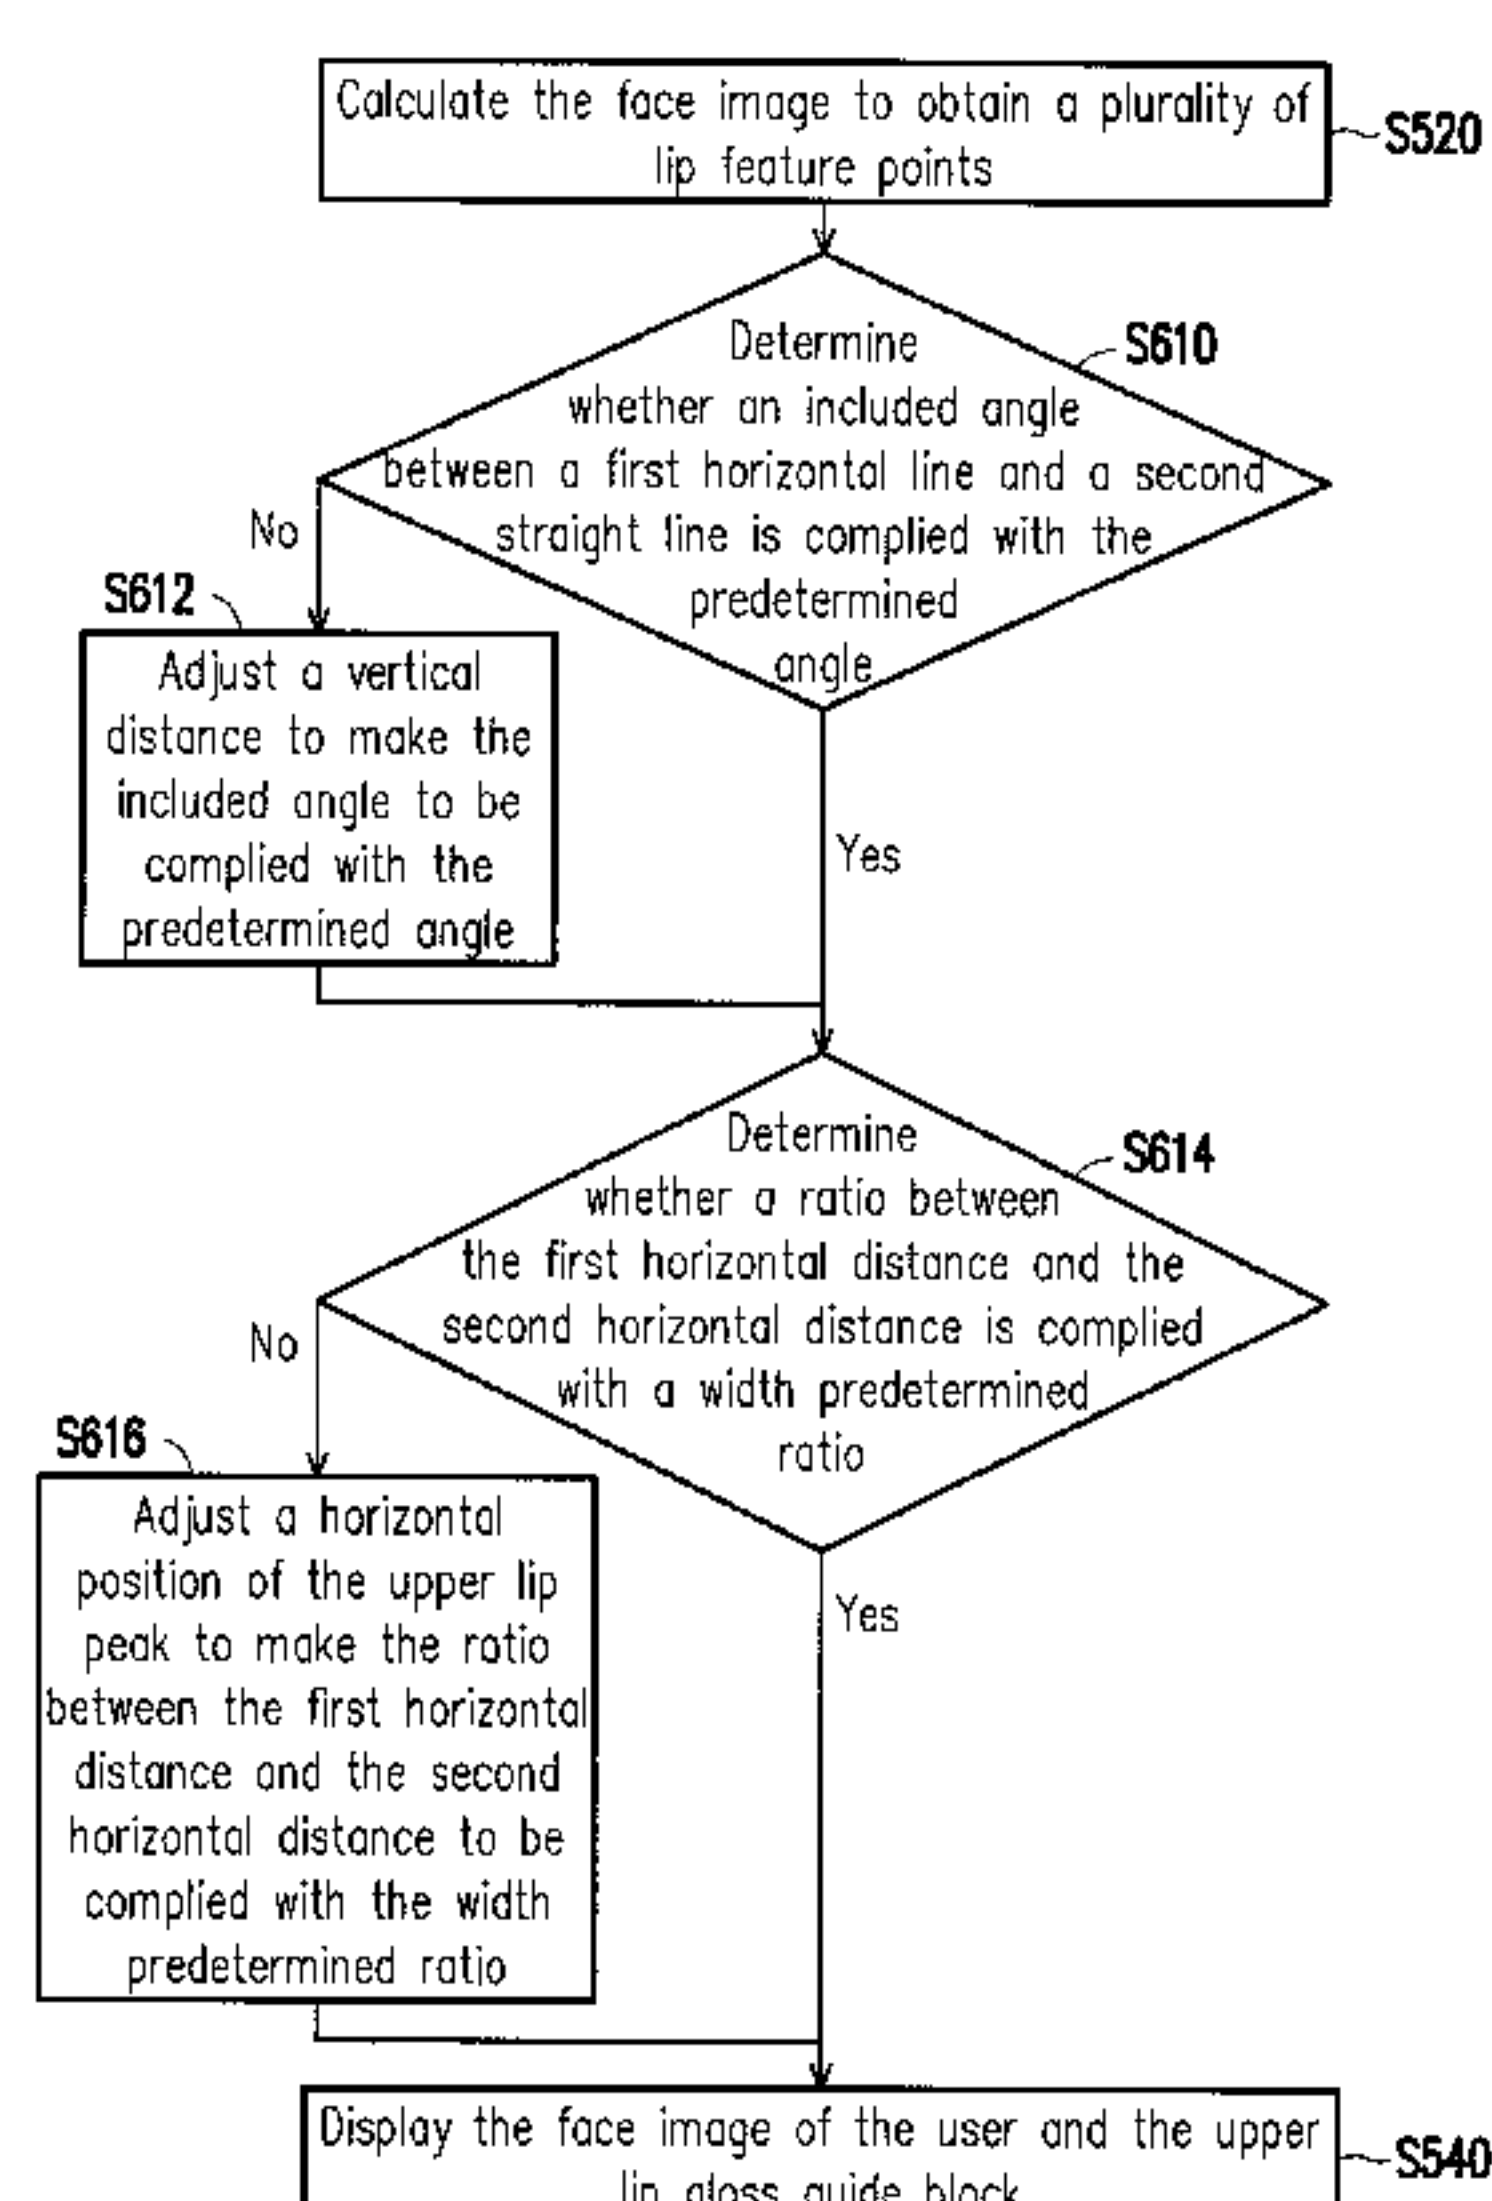 Calculate the face image to obtain a plurality of
lip feature points
S520
Determine
whether an included angle
between a first horizontal line and a second
straight line is complied with the
predetermined
angle
S610
No
Yes
S612
Adjust a vertical
distance to make the
included angle to be
complied with the
predetermined angle
Determine
whether a ratio between
the first horizontal distance and the
second horizontal distance is complied
with a width predetermined
ratio
S614
No
Yes
S616
Adjust a horizontal
position of the upper lip
peak to make the ratio
between the first horizontal
distance and the second
horizontal distance to be
complied with the width
predetermined ratio
Display the face image of the user and the upper
lip gloss guide block
S540